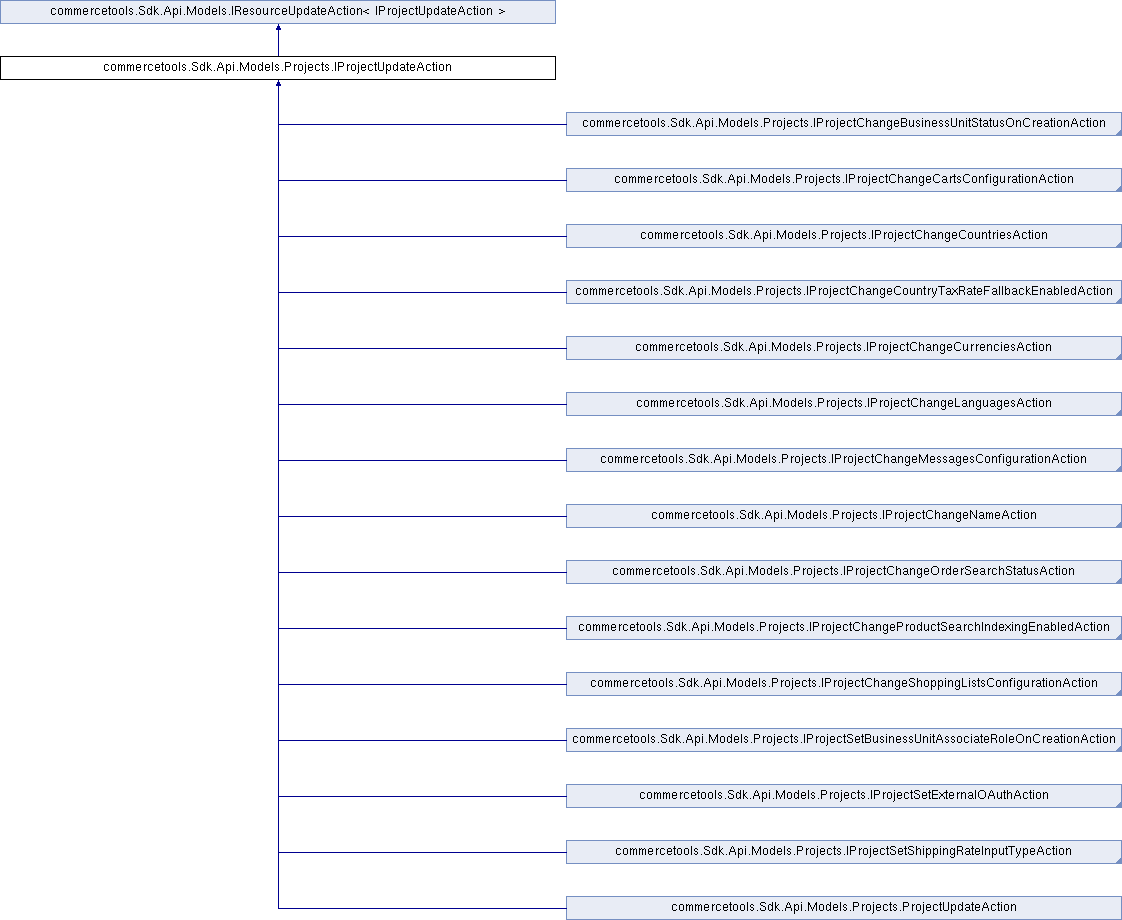 commercetools.Sdk.Api.Models.IResourceUpdateAction< IProjectUpdateAction >
commercetools.Sdk.Api.Models.Projects.IProjectUpdateAction
commercetools.Sdk.Api.Models.Projects.IProjectChangeBusinessUnitStatusOnCreationAction
commercetools.Sdk.Api.Models.Projects.IProjectChangeCartsConfigurationAction
commercetools.Sdk.Api.Models.Projects.IProjectChangeCountriesAction
commercetools.Sdk.Api.Models.Projects.IProjectChangeCountryTaxRateFallbackEnabledAction
commercetools.Sdk.Api.Models.Projects.IProjectChangeCurrenciesAction
commercetools.Sdk.Api.Models.Projects.IProjectChangeLanguagesAction
commercetools.Sdk.Api.Models.Projects.IProjectChangeMessagesConfigurationAction
commercetools.Sdk.Api.Models.Projects.IProjectChangeNameAction
commercetools.Sdk.Api.Models.Projects.IProjectChangeOrderSearchStatusAction
commercetools.Sdk.Api.Models.Projects.IProjectChangeProductSearchIndexingEnabledAction
commercetools.Sdk.Api.Models.Projects.IProjectChangeShoppingListsConfigurationAction
commercetools.Sdk.Api.Models.Projects.IProjectSetBusinessUnitAssociateRoleOnCreationAction
commercetools.Sdk.Api.Models.Projects.IProjectSetExternalOAuthAction
commercetools.Sdk.Api.Models.Projects.IProjectSetShippingRateInputTypeAction
commercetools.Sdk.Api.Models.Projects.ProjectUpdateAction